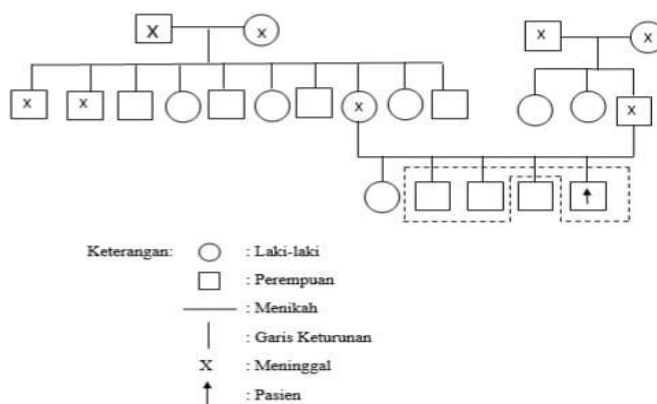 X X X X
X X X X
Keterangan: : Laki-laki
: Perempuan
: Menikah
: Garis Keturunan
X : Meninggal
: Pasien